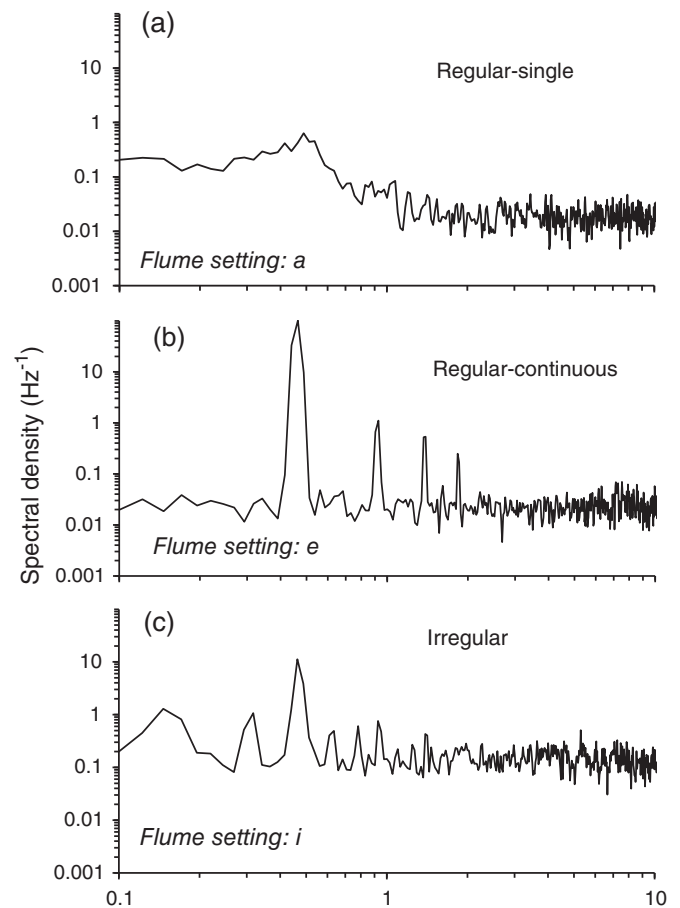 (a)
Regular-single
10
1
0.1
0.01
0.001
Flume setting: a
(b)
Regular-continuous
10
1
0.1
0.01
0.001
Flume setting: e
Spectral density (Hz⁻¹)
(c)
Irregular
10
1
0.1
0.01
0.001
Flume setting: i
0.1
1
10